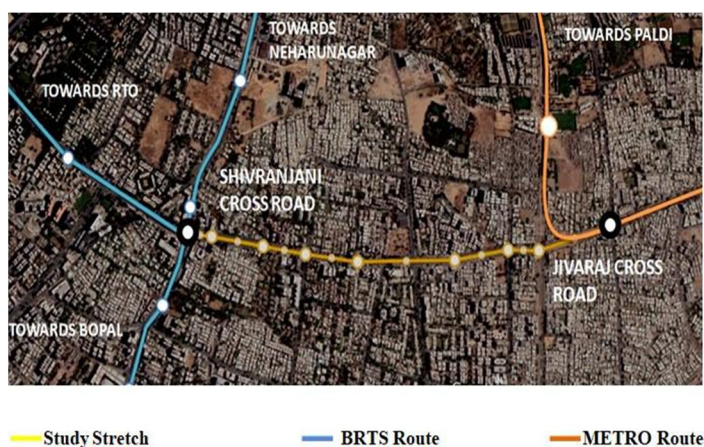 TOWARDS
NEHARUNAGAR
TOWARDS PALDI
TOWARDS RTO
SHIVRANJANI
CROSS ROAD
JIVARAJ CROSS
ROAD
TOWARDS BOPAL
Study Stretch
BRTS Route
METRO Route